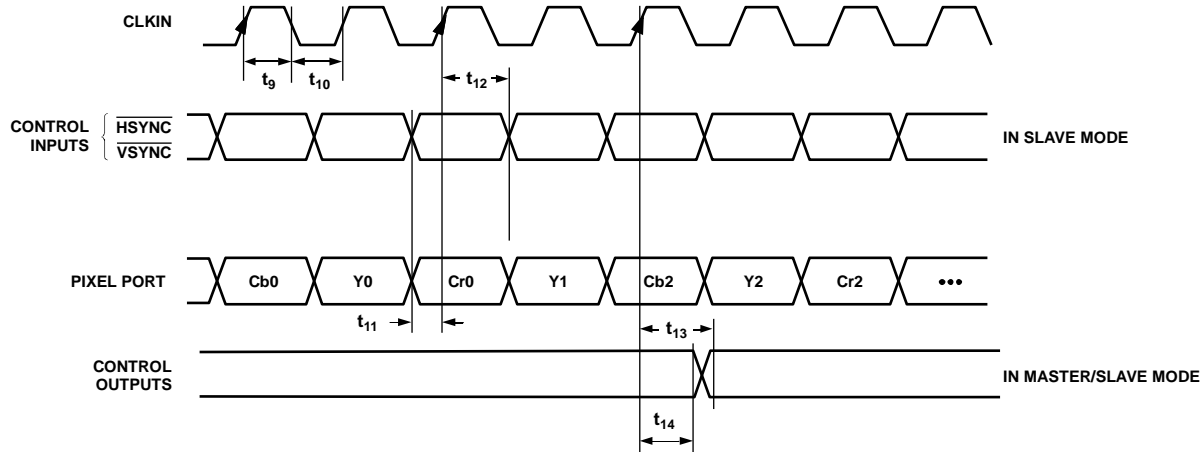 CLKIN
t9
t10
t12
CONTROL
INPUTS
HSYNC
VSYNC
IN SLAVE MODE
PIXEL PORT
Cb0
Y0
Cr0
Y1
Cb2
Y2
Cr2
•••
t11
t13
CONTROL
OUTPUTS
IN MASTER/SLAVE MODE
t14